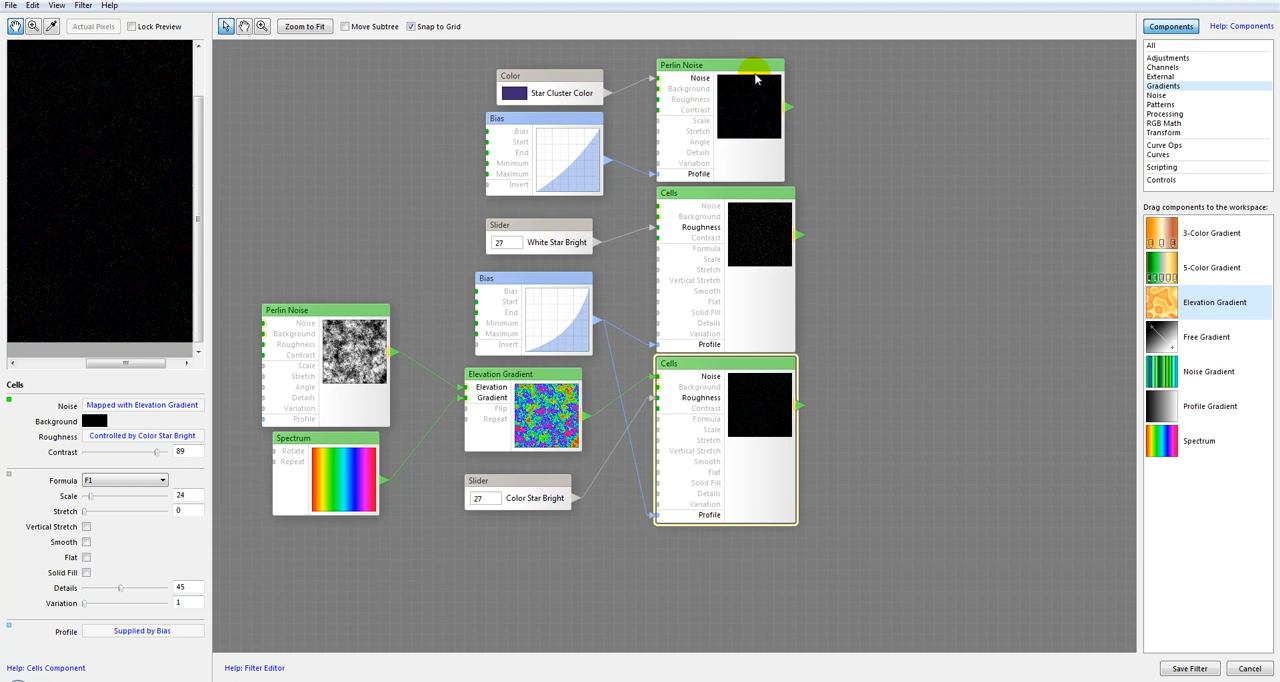 File Edit View Filter Help
Actual Pixels Lock Preview
Zoom to Fit Move Subtree Snap to Grid
Components Help: Components
Cells
Noise Mapped with Elevation Gradient
Background
Roughness Controlled by Color Star Bright
Contrast 89
Formula F1
Scale 24
Stretch 0
Vertical Stretch
Smooth
Flat
Solid Fill
Details 45
Variation 1
Profile Supplied by Bias
Help: Cells Component
Perlin Noise
Noise
Background
Roughness
Contrast
Scale
Stretch
Angle
Details
Variation
Profile
Spectrum
Rotate
Repeat
Color
Star Cluster Color
Bias
Bias
Start
End
Minimum
Maximum
Invert
Slider
27 White Star Bright
Bias
Bias
Start
End
Minimum
Maximum
Invert
Elevation Gradient
Elevation
Gradient
Flip
Repeat
Slider
27 Color Star Bright
Perlin Noise
Noise
Background
Roughness
Contrast
Scale
Stretch
Angle
Details
Variation
Profile
Cells
Noise
Background
Roughness
Contrast
Formula
Scale
Stretch
Vertical Stretch
Smooth
Flat
Solid Fill
Details
Variation
Profile
Cells
Noise
Background
Roughness
Contrast
Formula
Scale
Stretch
Vertical Stretch
Smooth
Flat
Solid Fill
Details
Variation
Profile
Help: Filter Editor
All
Adjustments
Channels
External
Gradients
Noise
Patterns
Processing
RGB Math
Transform
Curve Ops
Curves
Scripting
Controls
Drag components to the workspace:
3-Color Gradient
5-Color Gradient
Elevation Gradient
Free Gradient
Noise Gradient
Profile Gradient
Spectrum
Save Filter Cancel